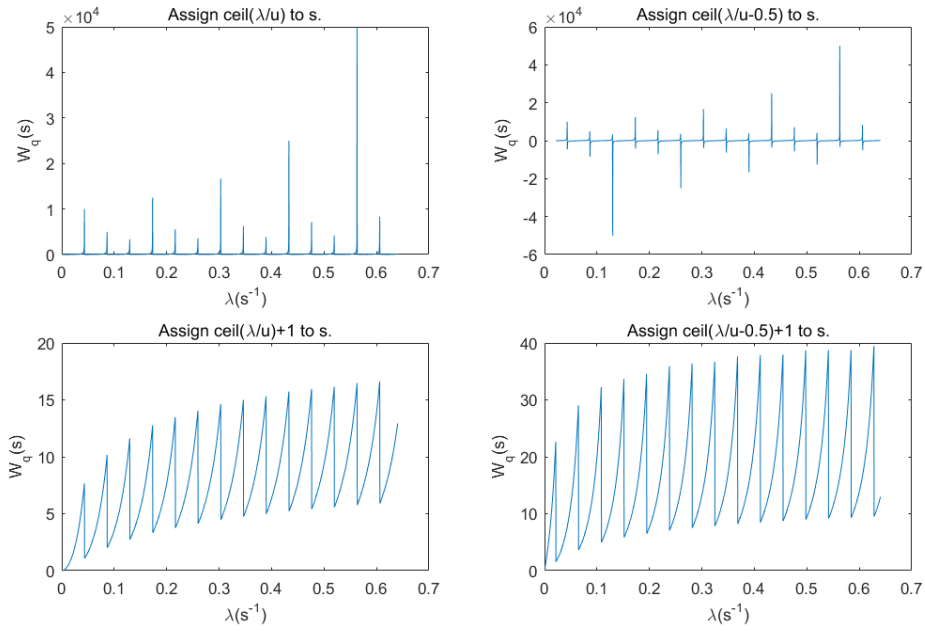 Assign ceil(λ/u) to s.
×10⁴
5
4
3
2
1
0
W_q(s)
0 0.1 0.2 0.3 0.4 0.5 0.6 0.7
λ(s⁻¹)
Assign ceil(λ/u-0.5) to s.
×10⁴
6
4
2
0
-2
-4
-6
W_q(s)
0 0.1 0.2 0.3 0.4 0.5 0.6 0.7
λ(s⁻¹)
Assign ceil(λ/u)+1 to s.
20
15
10
5
0
W_q(s)
0 0.1 0.2 0.3 0.4 0.5 0.6 0.7
λ(s⁻¹)
Assign ceil(λ/u-0.5)+1 to s.
40
30
20
10
0
W_q(s)
0 0.1 0.2 0.3 0.4 0.5 0.6 0.7
λ(s⁻¹)